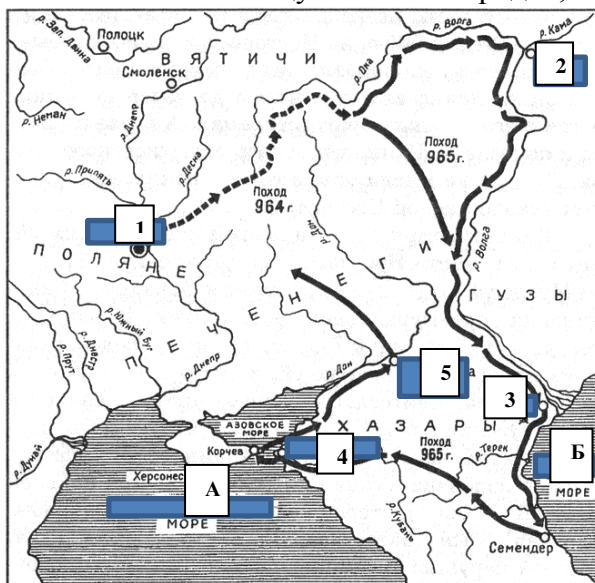 р. Зап. Двина
Полоцк
р. Волга
р. Кама
В Я Т И Ч И
р. Ока
Смоленск
2
р. Неман
р. Днепр
р. Десна
р. Припять
Поход
965 г.
Поход
964 г.
1
р. Дон
р. Волга
П О Л Я Н Е
Г У З Ы
П Е Ч Е Н Е Г И
р. Южный Буг
р. Днестр
р. Прут
р. Днепр
р. Дон
5
а
3
АЗОВСКОЕ
МОРЕ
Х А З А Р Ы
Корчев
4
Поход
965 г.
р. Терек
Б
р. Дунай
Херсонес
А
МОРЕ
МОРЕ
р. Кубань
Семендер